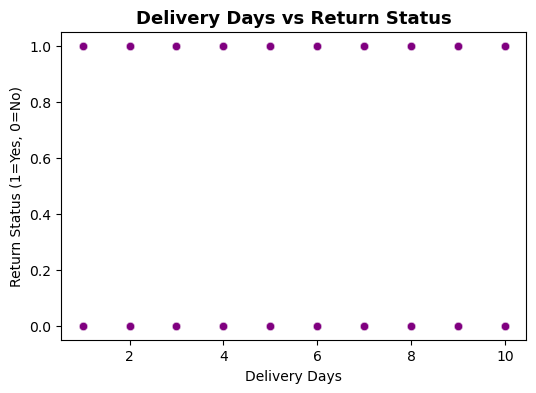 Delivery Days vs Return Status
Return Status (1=Yes, 0=No)
1.0
0.8
0.6
0.4
0.2
0.0
2 4 6 8 10
Delivery Days